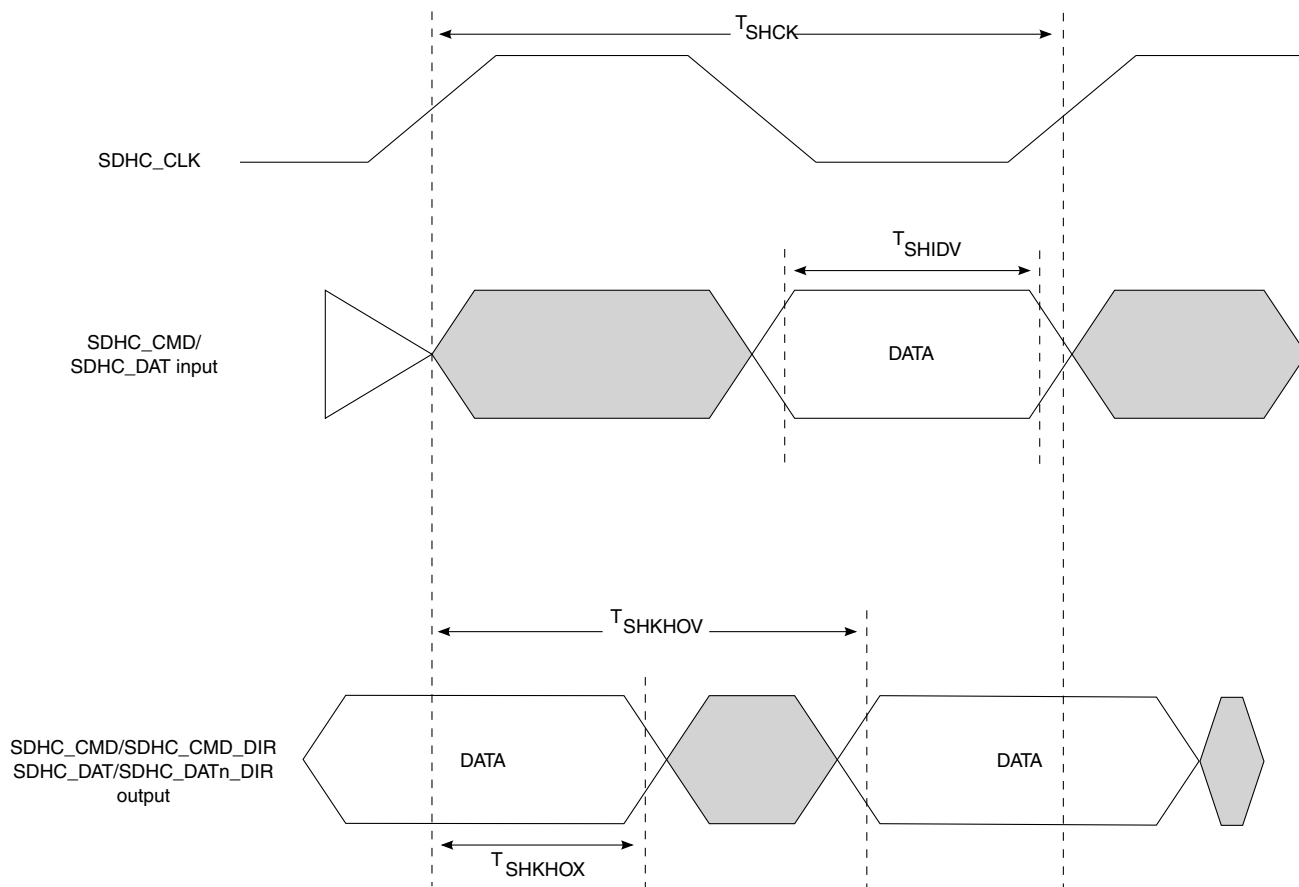 TSHCK
SDHC_CLK
TSHIDV
SDHC_CMD/
SDHC_DAT input
DATA
TSHKHOV
SDHC_CMD/SDHC_CMD_DIR
SDHC_DAT/SDHC_DATn_DIR
output
DATA
DATA
TSHKHOX